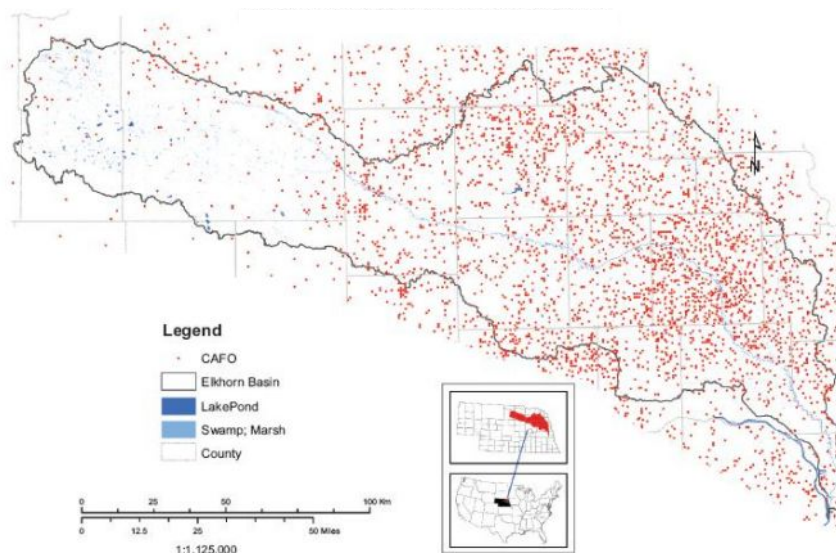 N
Legend
CAFO
Elkhorn Basin
LakePond
Swamp; Marsh
County
0 25 50 100 Km
0 12.5 25 50 Miles
1:1,125,000